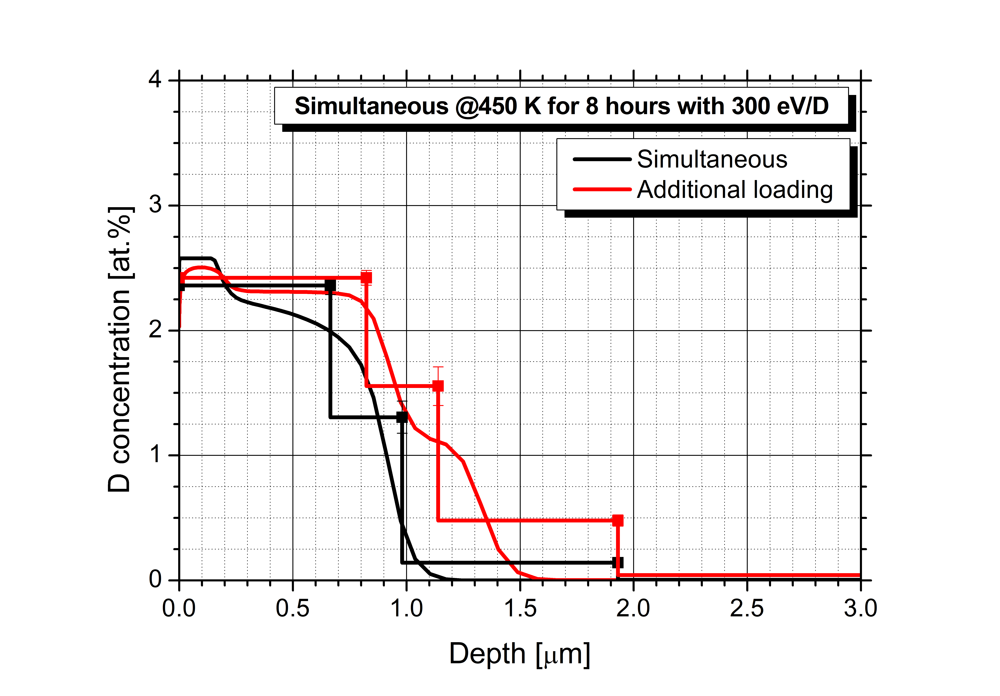 Simultaneous @450 K for 8 hours with 300 eV/D
Simultaneous
Additional loading
D concentration [at.%]
4
3
2
1
0
0.0 0.5 1.0 1.5 2.0 2.5 3.0
Depth [μm]